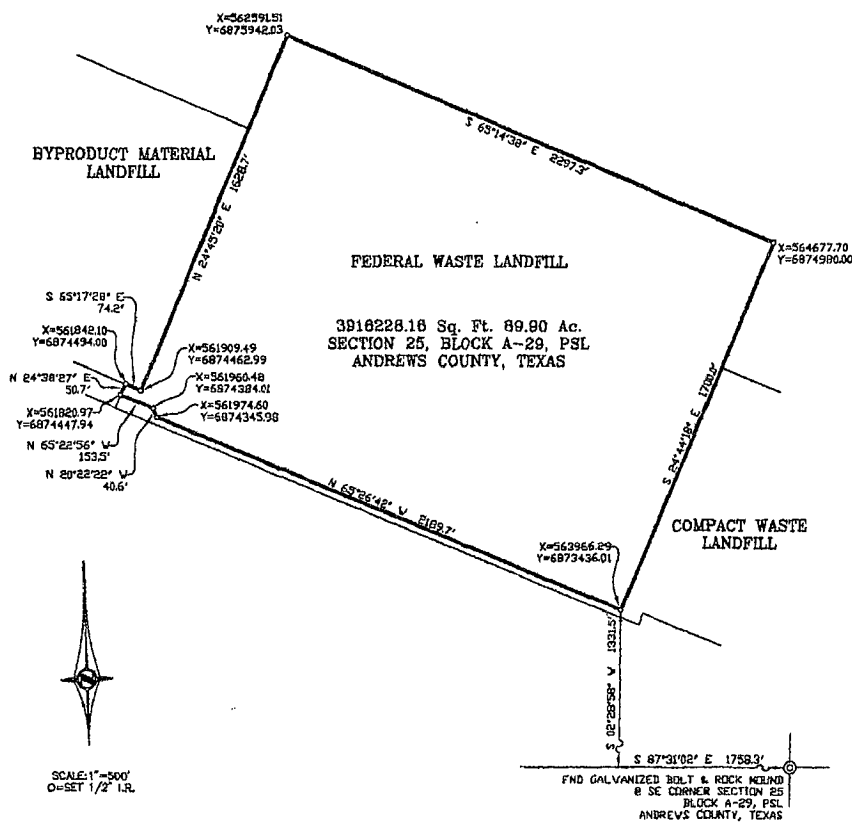 X=562591.51
Y=6875942.03
S 65°14'38" E 2297.3'
BYPRODUCT MATERIAL
LANDFILL
N 24°45'20" E 1628.7'
X=564677.70
Y=6874980.00
FEDERAL WASTE LANDFILL
3916228.16 Sq. Ft. 89.90 Ac.
SECTION 25, BLOCK A-29, PSL
ANDREWS COUNTY, TEXAS
S 65°17'28" E
74.2'
X=561842.10
Y=6874494.00
X=561909.49
Y=6874462.99
N 24°38'27" E
50.7'
X=561960.48
Y=6874384.01
X=561820.97
Y=6874447.94
X=561974.60
Y=6874345.98
N 65°22'56" W
153.5'
N 20°22'22" W
40.6'
S 24°44'18" E
N 65°26'42" W 2189.7'
COMPACT WASTE
LANDFILL
X=563966.29
Y=6873436.01
S 02°28'58" W 1331.5'
S 87°31'02" E 1758.3'
SCALE:1"=500'
O=SET 1/2" I.R.
FND GALVANIZED BOLT & ROCK MOUND
@ SE CORNER SECTION 25
BLOCK A-29, PSL
ANDREWS COUNTY, TEXAS